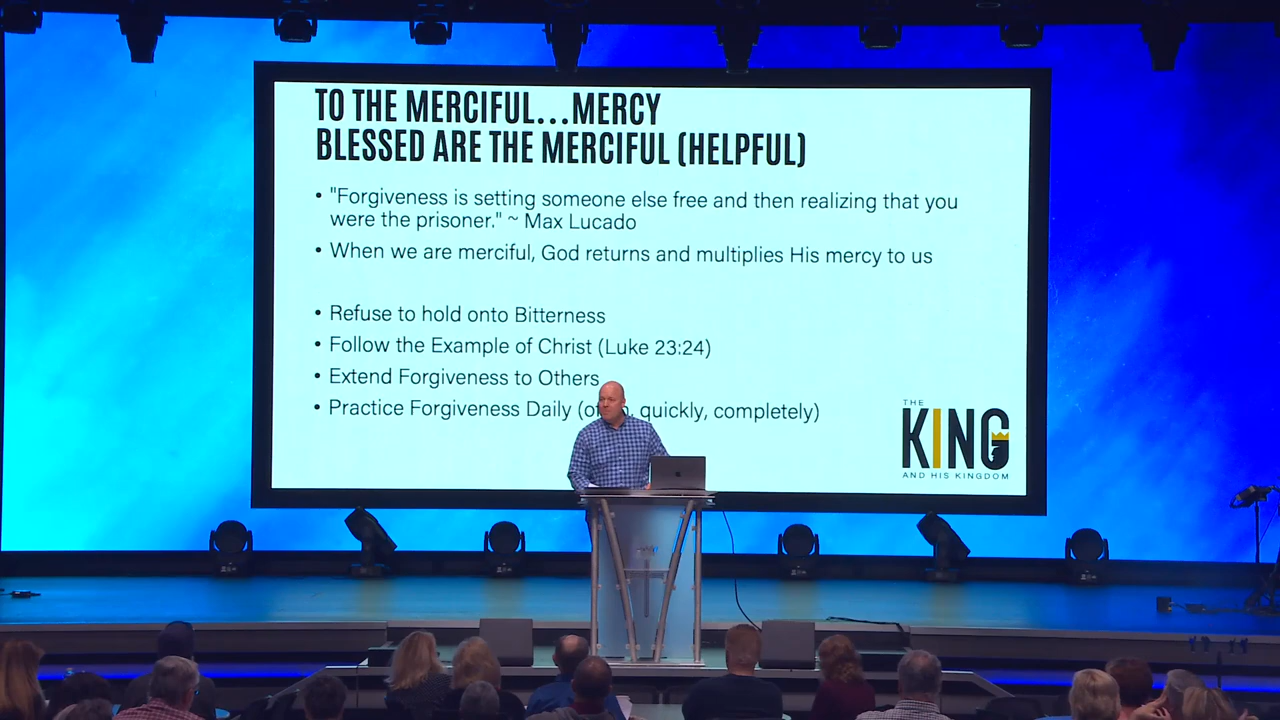 TO THE MERCIFUL...MERCY
BLESSED ARE THE MERCIFUL (HELPFUL)
• "Forgiveness is setting someone else free and then realizing that you
were the prisoner." ~ Max Lucado
• When we are merciful, God returns and multiplies His mercy to us
• Refuse to hold onto Bitterness
• Follow the Example of Christ (Luke 23:24)
• Extend Forgiveness to Others
• Practice Forgiveness Daily ( quickly, completely)
THE
KING
AND HIS KINGDOM